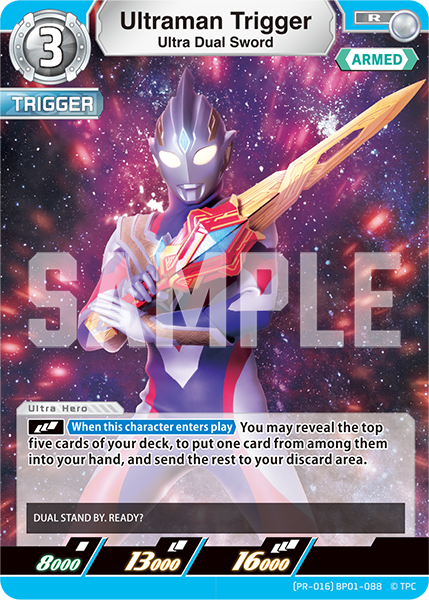 3
Ultraman Trigger
Ultra Dual Sword
R
ARMED
TRIGGER
SAMPLE
Ultra Hero
When this character enters play You may reveal the top
five cards of your deck, to put one card from among them
into your hand, and send the rest to your discard area.
DUAL STAND BY. READY?
8000
13000
16000
(PR-016) BP01-088 © TPC